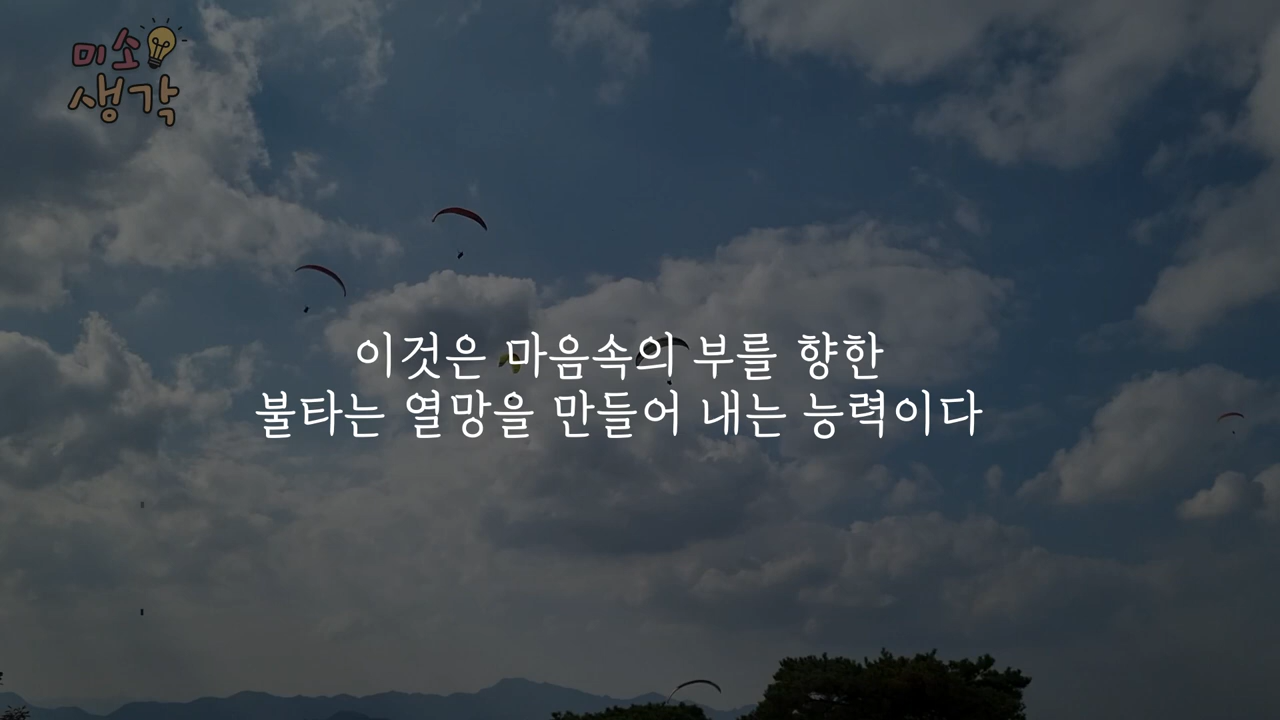 미소
생각
이것은 마음속의 부를 향한
불타는 열망을 만들어 내는 능력이다